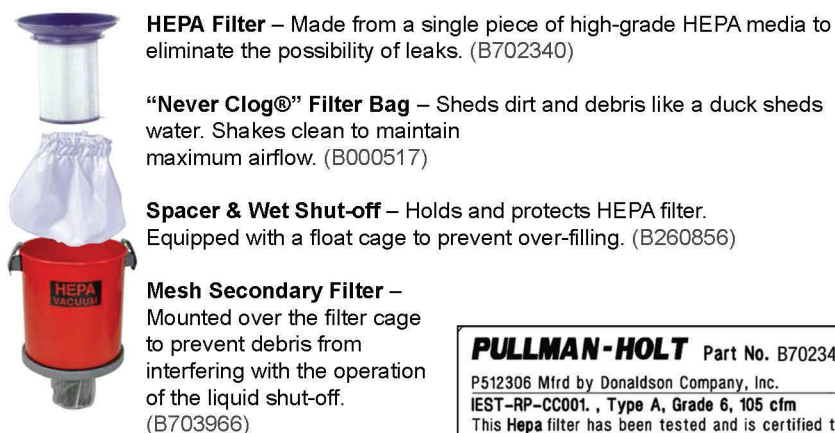 HEPA Filter – Made from a single piece of high-grade HEPA media to
eliminate the possibility of leaks. (B702340)
“Never Clog®” Filter Bag – Sheds dirt and debris like a duck sheds
water. Shakes clean to maintain
maximum airflow. (B000517)
Spacer & Wet Shut-off – Holds and protects HEPA filter.
Equipped with a float cage to prevent over-filling. (B260856)
HEPA
VACUUM
Mesh Secondary Filter –
Mounted over the filter cage
to prevent debris from
interfering with the operation
of the liquid shut-off.
(B703966)
PULLMAN-HOLT Part No. B70234
P512306 Mfrd by Donaldson Company, Inc.
IEST-RP-CC001. , Type A, Grade 6, 105 cfm
This Hepa filter has been tested and is certified t